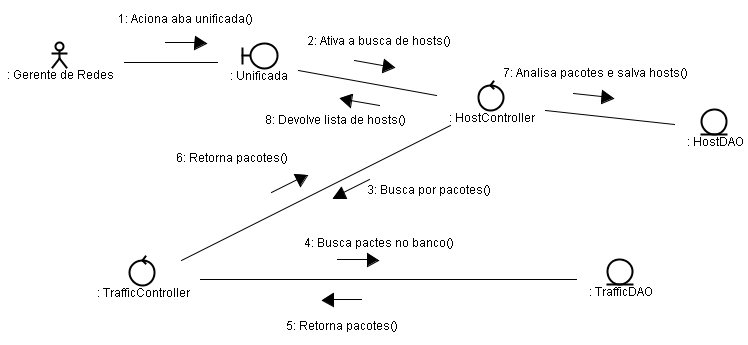 1: Aciona aba unificada()
2: Ativa a busca de hosts()
: Gerente de Redes
: Unificada
7: Analisa pacotes e salva hosts()
8: Devolve lista de hosts()
: HostController
: HostDAO
6: Retorna pacotes()
3: Busca por pacotes()
4: Busca pactes no banco()
: TrafficController
: TrafficDAO
5: Retorna pacotes()